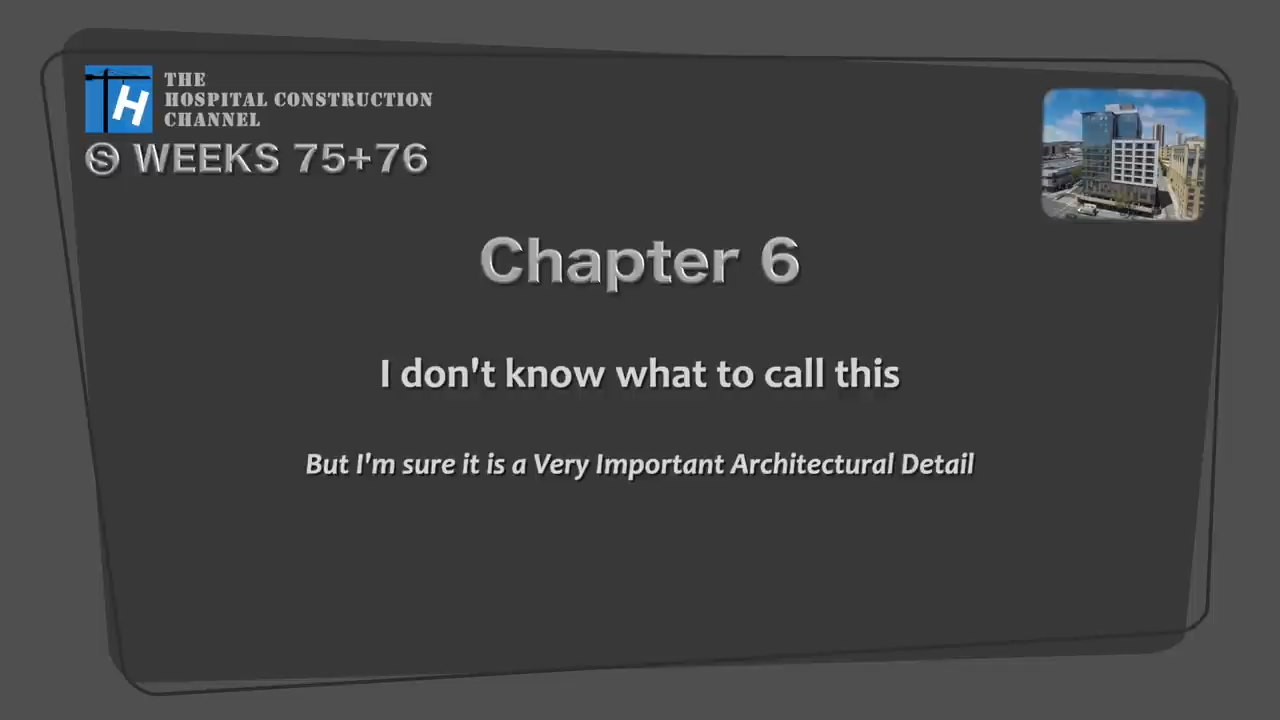 THE
HOSPITAL CONSTRUCTION
CHANNEL
H
Ⓢ WEEKS 75+76
Chapter 6
I don't know what to call this
But I'm sure it is a Very Important Architectural Detail